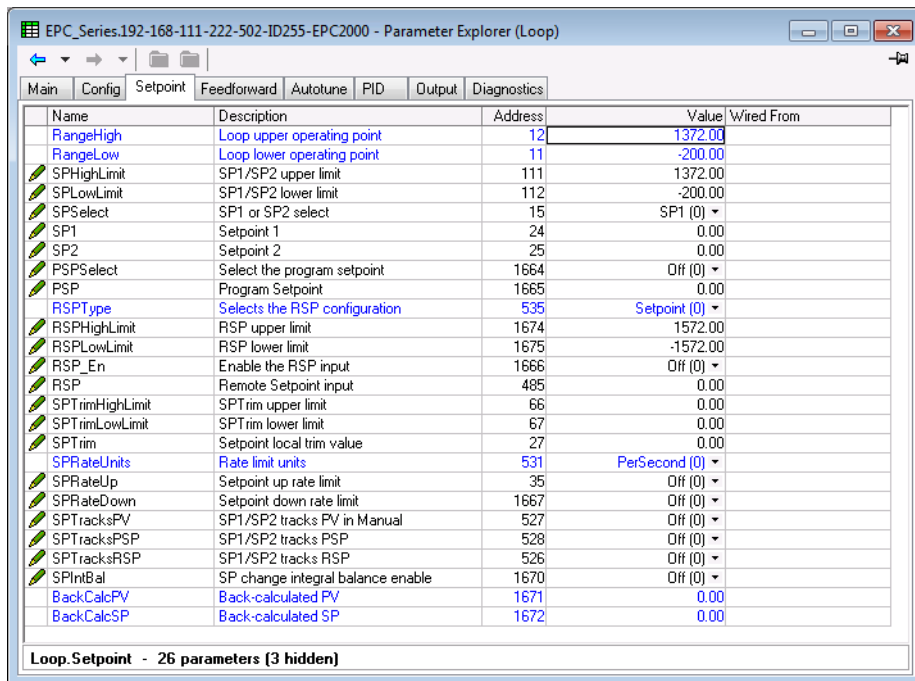 EPC_Series.192-168-111-222-502-ID255-EPC2000 - Parameter Explorer (Loop)
Main Config Setpoint Feedforward Autotune PID Output Diagnostics
Name Description Address Value Wired From
RangeHigh Loop upper operating point 12 1372.00
RangeLow Loop lower operating point 11 -200.00
SPHighLimit SP1/SP2 upper limit 111 1372.00
SPLowLimit SP1/SP2 lower limit 112 -200.00
SPSelect SP1 or SP2 select 15 SP1 (0)
SP1 Setpoint 1 24 0.00
SP2 Setpoint 2 25 0.00
PSPSelect Select the program setpoint 1664 Off (0)
PSP Program Setpoint 1665 0.00
RSPType Selects the RSP configuration 535 Setpoint (0)
RSPHighLimit RSP upper limit 1674 1572.00
RSPLowLimit RSP lower limit 1675 -1572.00
RSP_En Enable the RSP input 1666 Off (0)
RSP Remote Setpoint input 485 0.00
SPTrimHighLimit SPTrim upper limit 66 0.00
SPTrimLowLimit SPTrim lower limit 67 0.00
SPTrim Setpoint local trim value 27 0.00
SPRateUnits Rate limit units 531 PerSecond (0)
SPRateUp Setpoint up rate limit 35 Off (0)
SPRateDown Setpoint down rate limit 1667 Off (0)
SPTracksPV SP1/SP2 tracks PV in Manual 527 Off (0)
SPTracksPSP SP1/SP2 tracks PSP 528 Off (0)
SPTracksRSP SP1/SP2 tracks RSP 526 Off (0)
SPIntBal SP change integral balance enable 1670 Off (0)
BackCalcPV Back-calculated PV 1671 0.00
BackCalcSP Back-calculated SP 1672 0.00
Loop.Setpoint - 26 parameters (3 hidden)